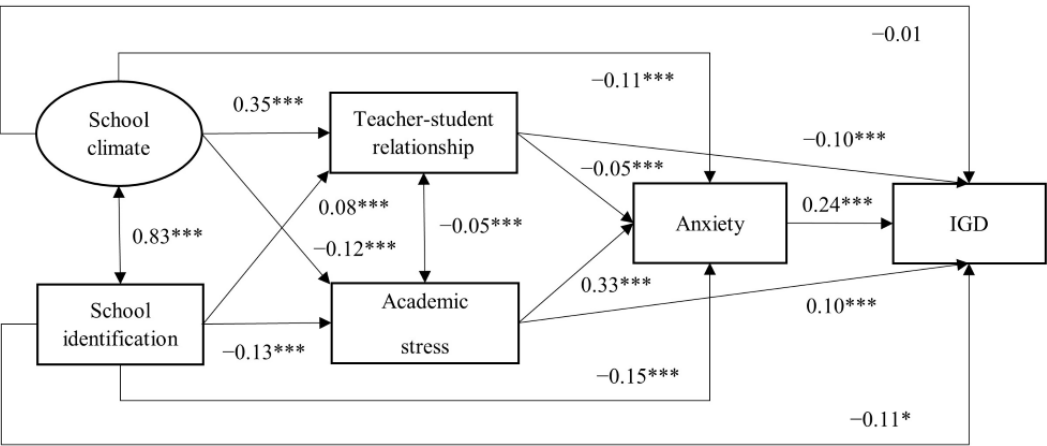 −0.01
−0.11***
School
climate
0.35***
Teacher-student
relationship
−0.10***
−0.05***
0.08***
0.24***
Anxiety
IGD
0.83***
−0.05***
−0.12***
School
identification
Academic
stress
0.33***
0.10***
−0.13***
−0.15***
−0.11*